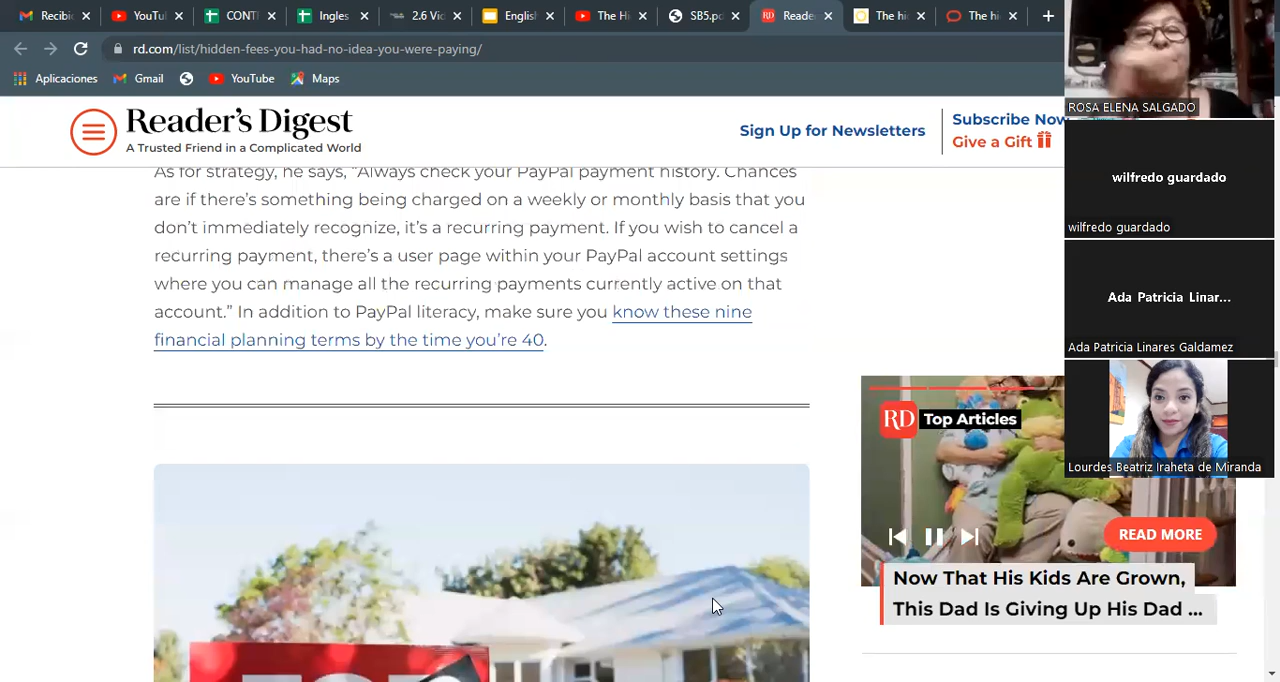 Recibi
YouTu
CONTI
Ingles
2.6 Vi
English
The Hi
SB5.pd
Reade
The hi
The hi
rd.com/list/hidden-fees-you-had-no-idea-you-were-paying/
Aplicaciones
Gmail
YouTube
Maps
Reader's Digest
A Trusted Friend in a Complicated World
Sign Up for Newsletters
Subscribe Now
Give a Gift
As for strategy, he says, “Always check your PayPal payment history. Chances
are if there’s something being charged on a weekly or monthly basis that you
don’t immediately recognize, it’s a recurring payment. If you wish to cancel a
recurring payment, there’s a user page within your PayPal account settings
where you can manage all the recurring payments currently active on that
account.” In addition to PayPal literacy, make sure you know these nine
financial planning terms by the time you’re 40.
RD
Top Articles
READ MORE
Now That His Kids Are Grown,
This Dad Is Giving Up His Dad ...
ROSA ELENA SALGADO
wilfredo guardado
wilfredo guardado
Ada Patricia Linar...
Ada Patricia Linares Galdamez
Lourdes Beatriz Iraheta de Miranda